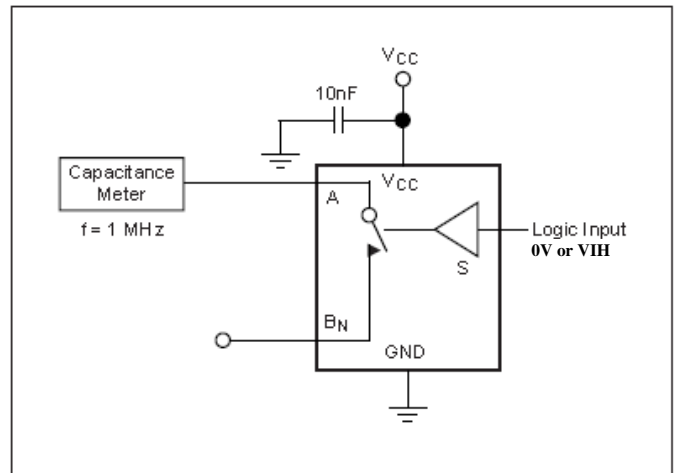 VCC
10nF
Capacitance
Meter
f = 1 MHz
A
VCC
S
Logic Input
0V or VIH
BN
GND